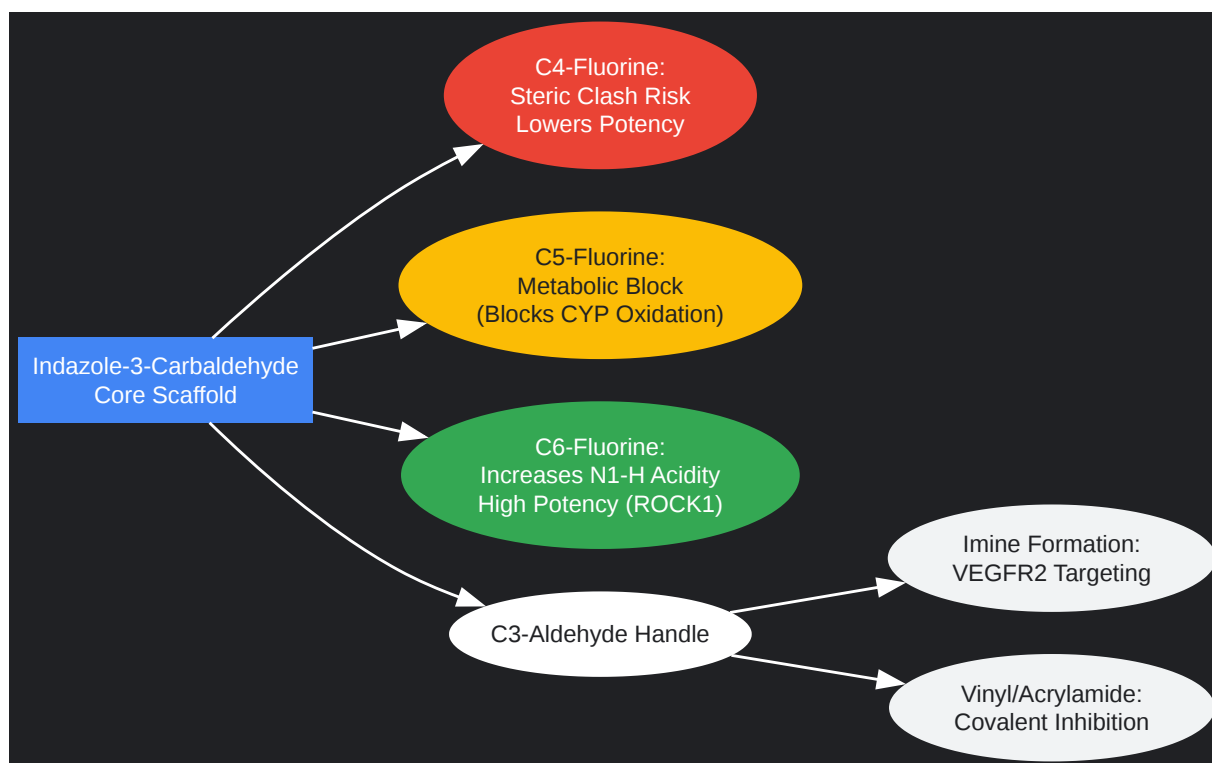 C4-Fluorine:
Steric Clash Risk
Lowers Potency
C5-Fluorine:
Metabolic Block
(Blocks CYP Oxidation)
Indazole-3-Carbaldehyde
Core Scaffold
C6-Fluorine:
Increases N1-H Acidity
High Potency (ROCK1)
Imine Formation:
VEGFR2 Targeting
C3-Aldehyde Handle
Vinyl/Acrylamide:
Covalent Inhibition